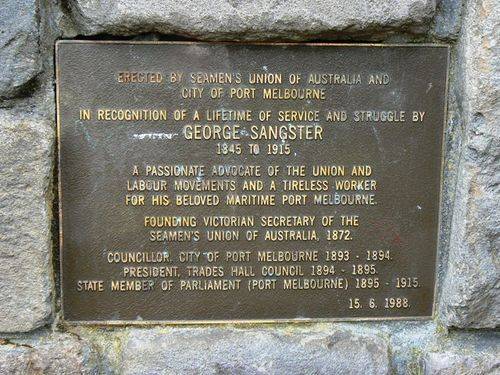 ERECTED BY SEAMEN'S UNION OF AUSTRALIA AND
CITY OF PORT MELBOURNE
IN RECOGNITION OF A LIFETIME OF SERVICE AND STRUGGLE BY
GEORGE SANGSTER
1845 TO 1915
A PASSIONATE ADVOCATE OF THE UNION AND
LABOUR MOVEMENTS AND A TIRELESS WORKER
FOR HIS BELOVED MARITIME PORT MELBOURNE.
FOUNDING VICTORIAN SECRETARY OF THE
SEAMEN'S UNION OF AUSTRALIA, 1872.
COUNCILLOR, CITY OF PORT MELBOURNE 1893 - 1894.
PRESIDENT, TRADES HALL COUNCIL 1894 - 1895.
STATE MEMBER OF PARLIAMENT (PORT MELBOURNE) 1895 - 1915.
15. 6. 1988.